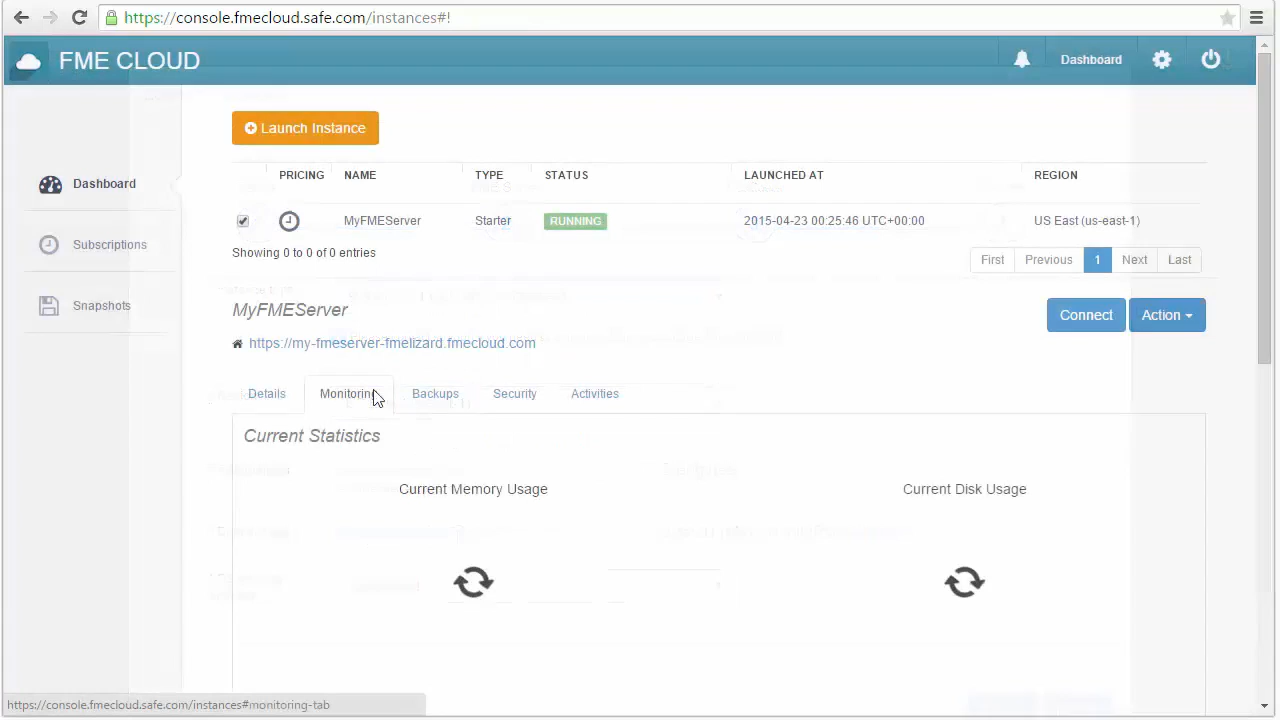 https://console.fmecloud.safe.com/instances#!
FME CLOUD
Dashboard
Launch Instance
PRICING NAME TYPE STATUS LAUNCHED AT REGION
Dashboard
MyFMEServer Starter RUNNING 2015-04-23 00:25:46 UTC+00:00 US East (us-east-1)
Subscriptions
Showing 0 to 0 of 0 entries
First Previous 1 Next Last
Snapshots
MyFMEServer
Connect Action
https://my-fmeserver-fmelizard.fmecloud.com
Details Monitoring Backups Security Activities
Current Statistics
Current Memory Usage Current Disk Usage
https://console.fmecloud.safe.com/instances#monitoring-tab